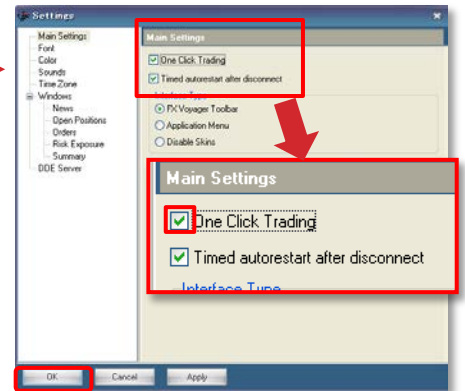 Settings
Main Settings
Font
Color
Sounds
Time Zone
Windows
News
Open Positions
Orders
Risk Exposure
Summary
DDE Server
Main Settings
One Click Trading
Timed autorestart after disconnect
Interface Type
FX Voyager Toolbar
Application Menu
Disable Skins
Main Settings
One Click Trading
Timed autorestart after disconnect
Interface Type
OK
Cancel
Apply